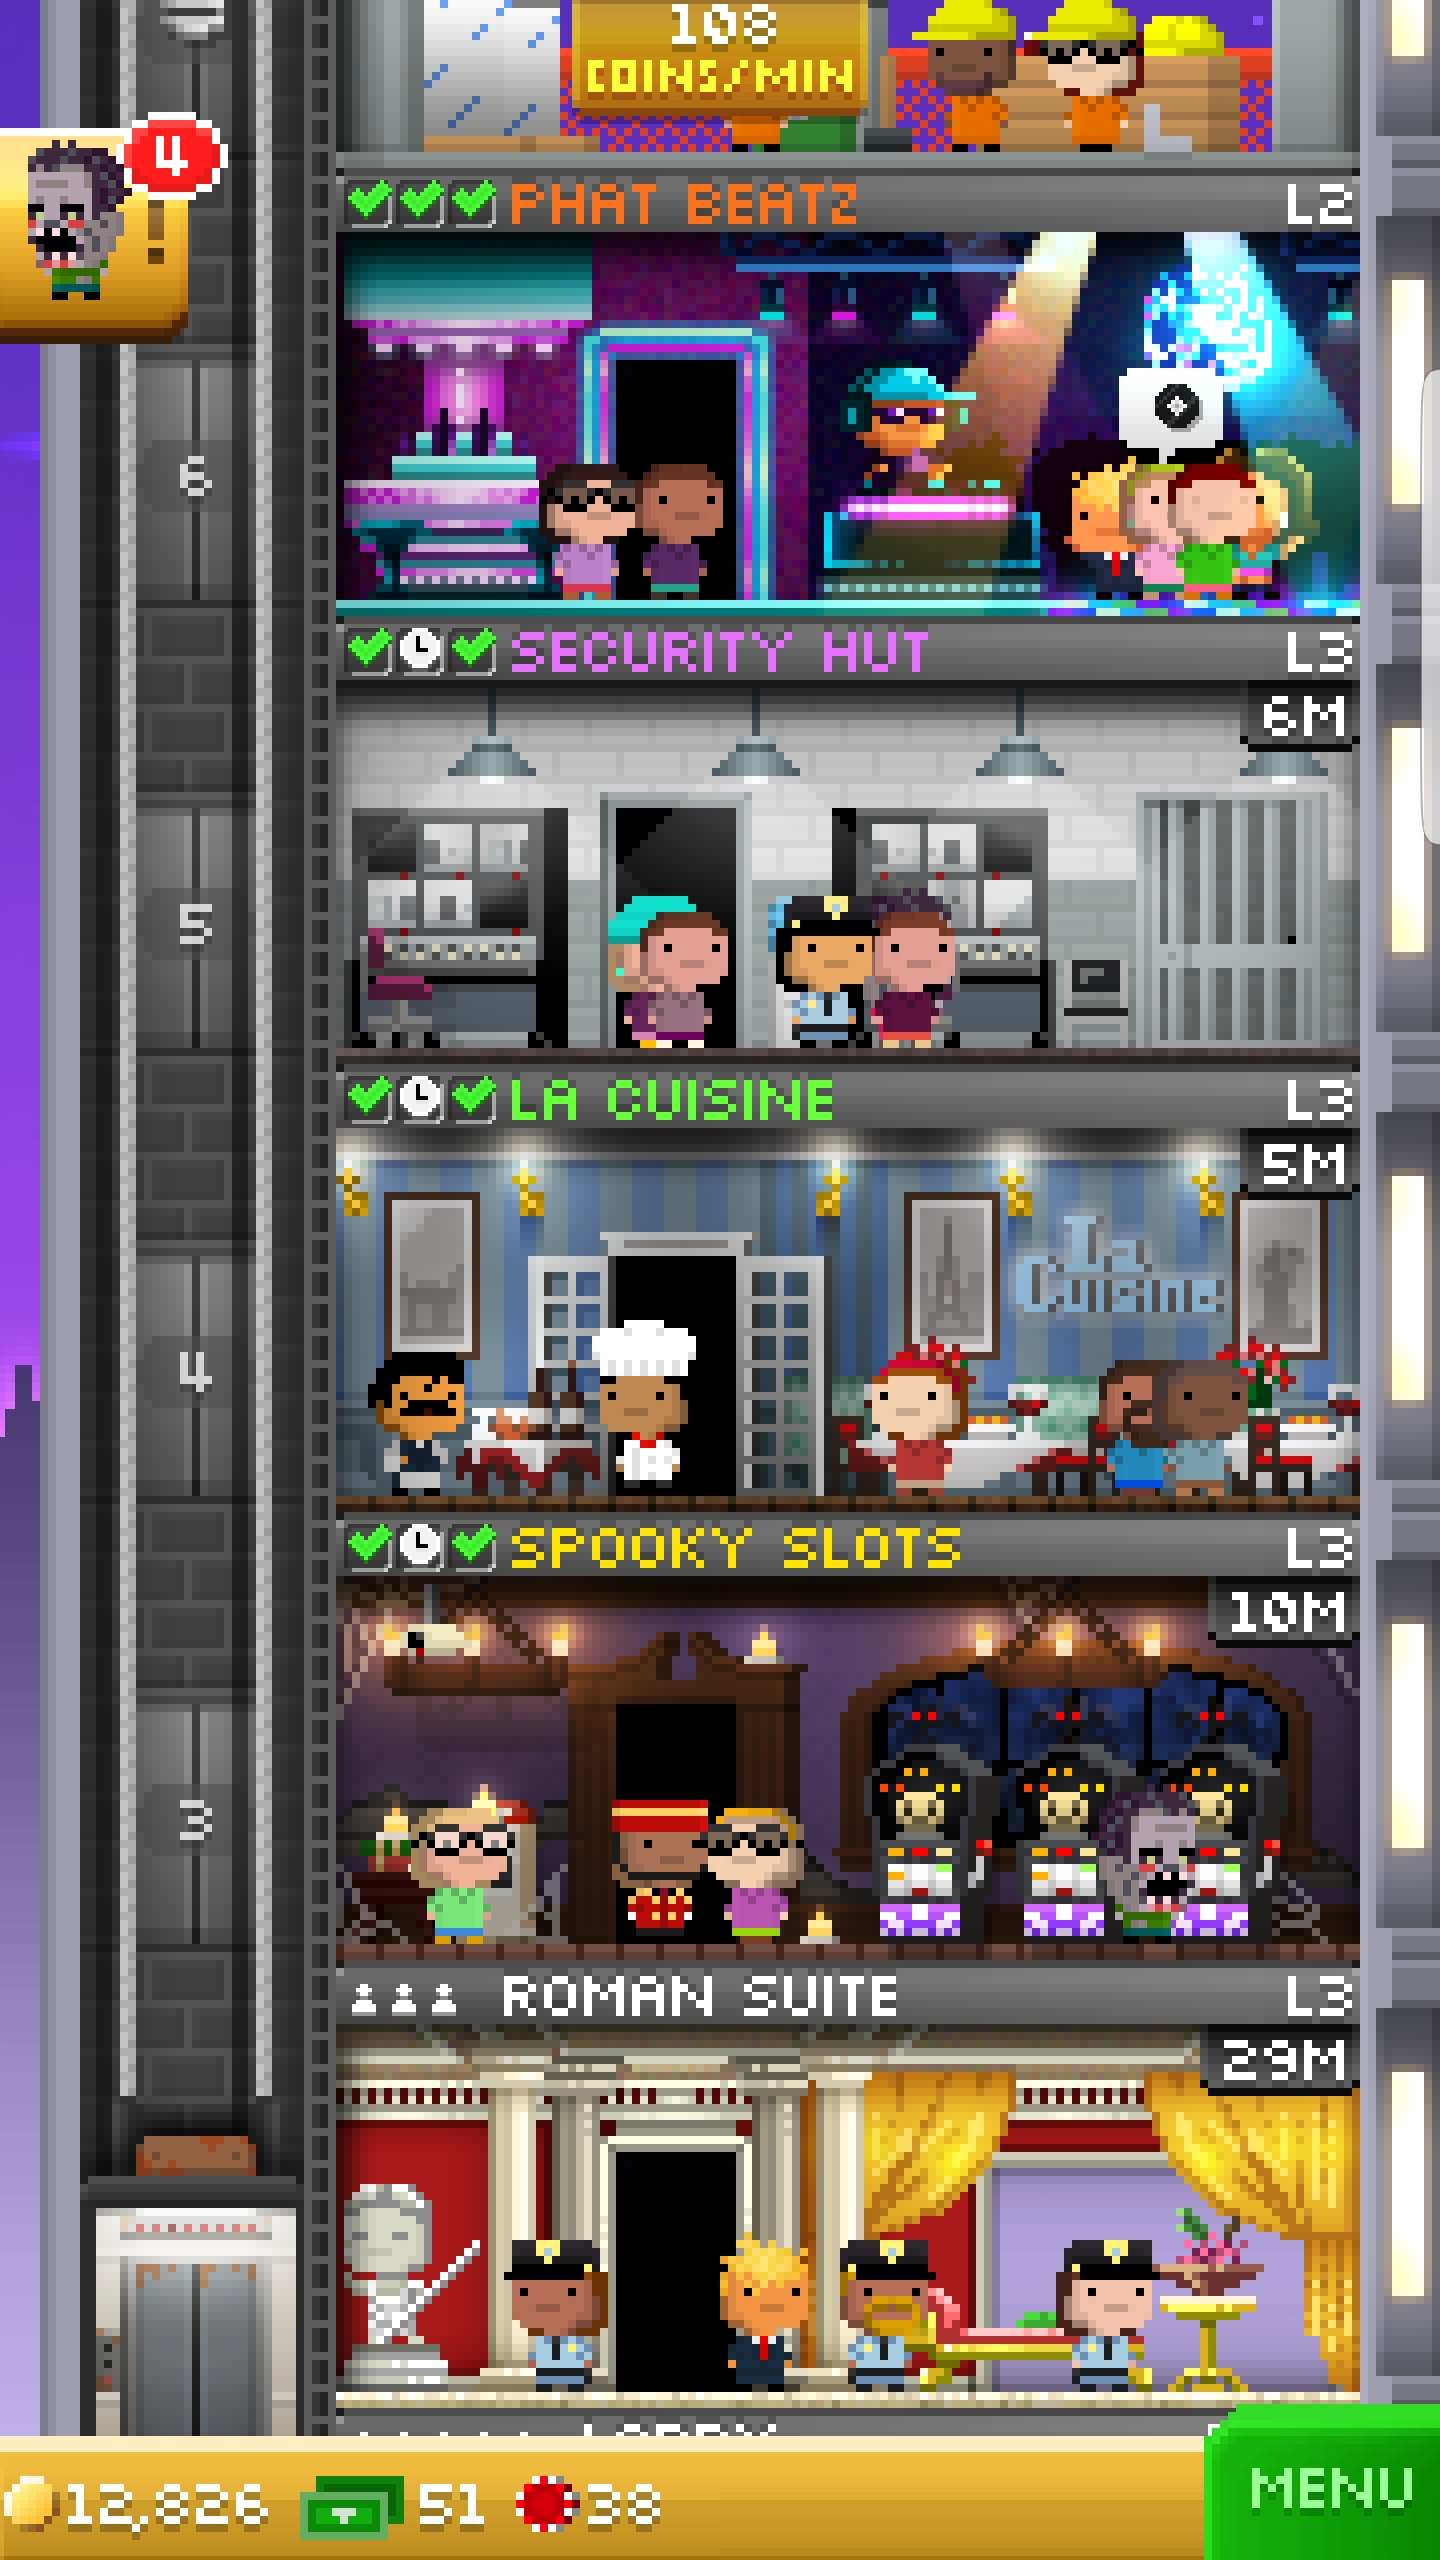 108
COINS/MIN
4
!
PHAT BEATZ L2
6
SECURITY HUT L3
6M
5
LA CUISINE L3
5M
La
Cuisine
4
SPOOKY SLOTS L3
10M
3
ROMAN SUITE L3
29M
LOBBY
12,826 51 38
MENU